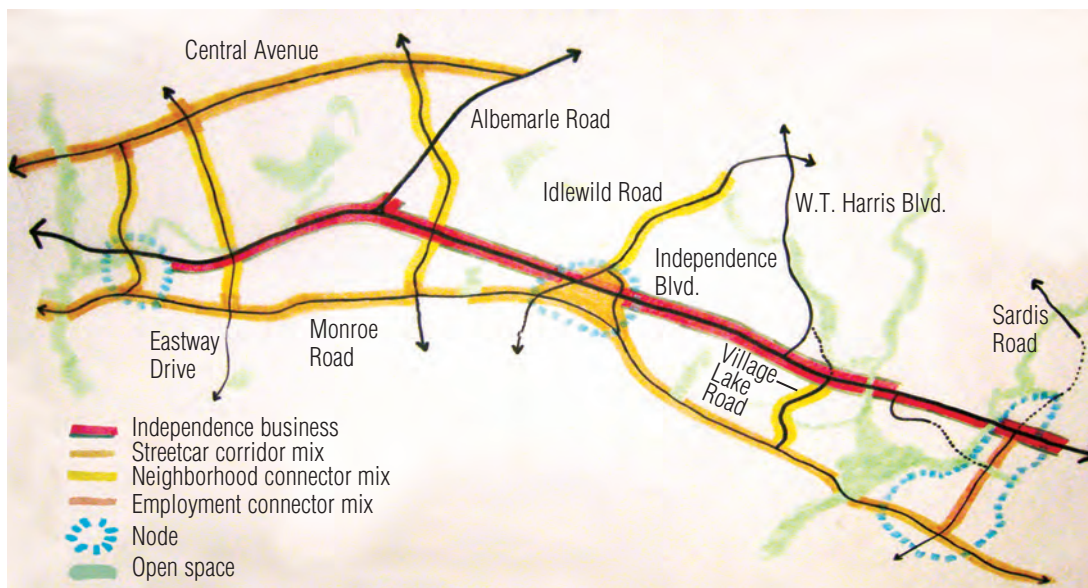 Central Avenue
Albemarle Road
Idlewild Road
W.T. Harris Blvd.
Independence
Blvd.
Sardis
Road
Eastway
Drive
Monroe
Road
Village
Lake
Road
Independence business
Streetcar corridor mix
Neighborhood connector mix
Employment connector mix
Node
Open space